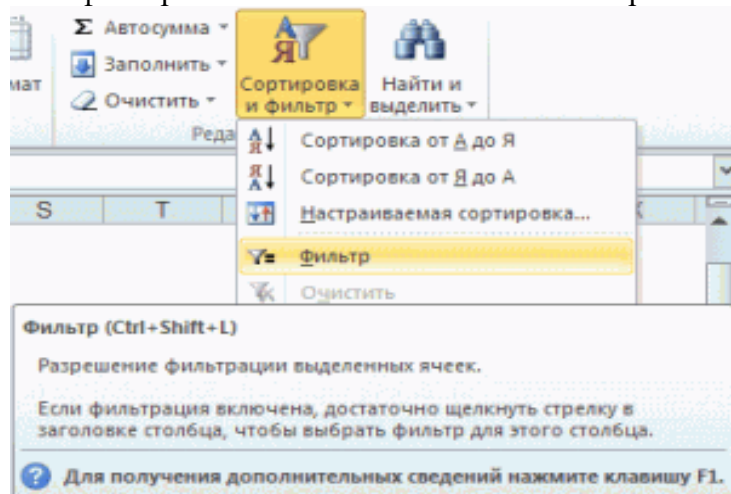 Σ Автосумма
Заполнить
Очистить
мат
Сортировка
и фильтр
Найти и
выделить
Реда
Сортировка от А до Я
Сортировка от Я до А
Настраиваемая сортировка...
S T
Фильтр
Очистить
Фильтр (Ctrl+Shift+L)
Разрешение фильтрации выделенных ячеек.
Если фильтрация включена, достаточно щелкнуть стрелку в
заголовке столбца, чтобы выбрать фильтр для этого столбца.
Для получения дополнительных сведений нажмите клавишу F1.